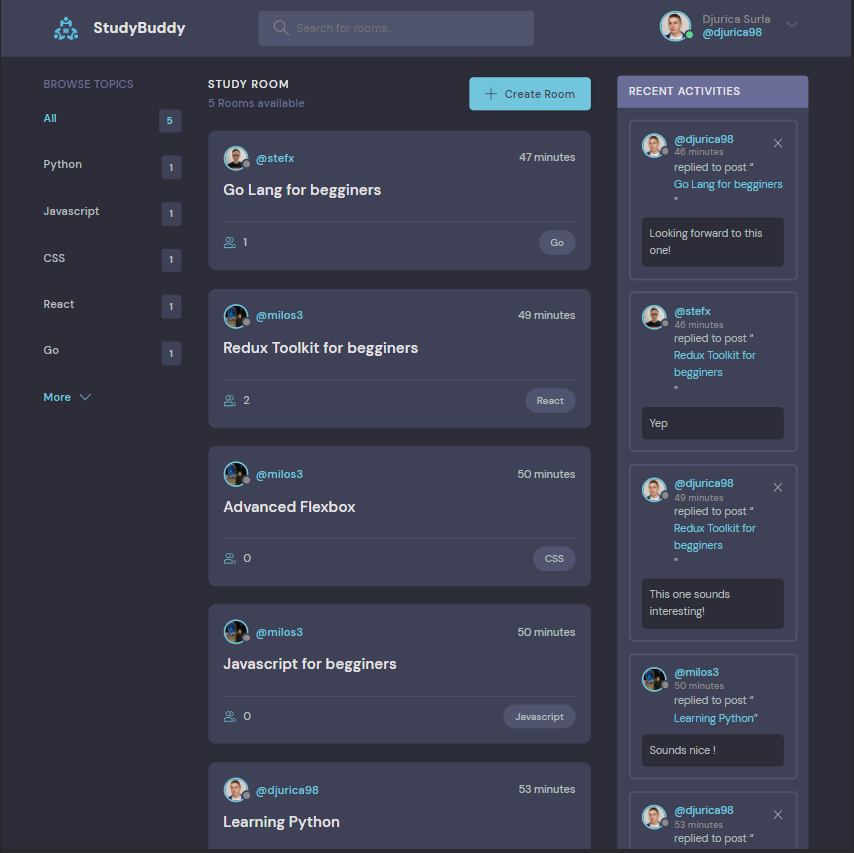 StudyBuddy
Search for rooms...
Djurica Surla
@djurica98
BROWSE TOPICS
All
5
Python
1
Javascript
1
CSS
1
React
1
Go
1
More
STUDY ROOM
5 Rooms available
Create Room
@stefx
47 minutes
Go Lang for begginers
1
Go
@milos3
49 minutes
Redux Toolkit for begginers
2
React
@milos3
50 minutes
Advanced Flexbox
0
CSS
@milos3
50 minutes
Javascript for begginers
0
Javascript
@djurica98
53 minutes
Learning Python
RECENT ACTIVITIES
@djurica98
46 minutes
replied to post “
Go Lang for begginers
”
Looking forward to this
one!
@stefx
46 minutes
replied to post “
Redux Toolkit for
begginers
”
Yep
@djurica98
49 minutes
replied to post “
Redux Toolkit for
begginers
”
This one sounds
interesting!
@milos3
50 minutes
replied to post “
Learning Python”
Sounds nice !
@djurica98
53 minutes
replied to post “